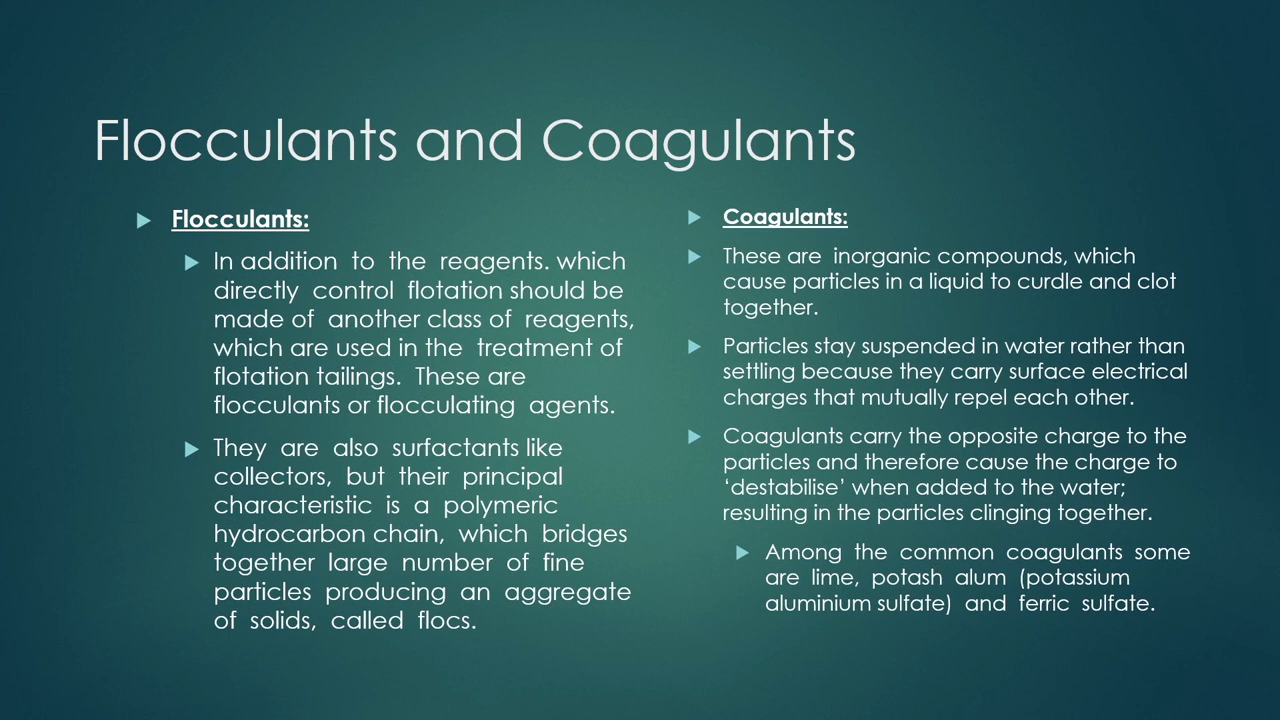 Flocculants and Coagulants
Flocculants:
In addition to the reagents. which
directly control flotation should be
made of another class of reagents,
which are used in the treatment of
flotation tailings. These are
flocculants or flocculating agents.
They are also surfactants like
collectors, but their principal
characteristic is a polymeric
hydrocarbon chain, which bridges
together large number of fine
particles producing an aggregate
of solids, called flocs.
Coagulants:
These are inorganic compounds, which
cause particles in a liquid to curdle and clot
together.
Particles stay suspended in water rather than
settling because they carry surface electrical
charges that mutually repel each other.
Coagulants carry the opposite charge to the
particles and therefore cause the charge to
‘destabilise’ when added to the water;
resulting in the particles clinging together.
Among the common coagulants some
are lime, potash alum (potassium
aluminium sulfate) and ferric sulfate.